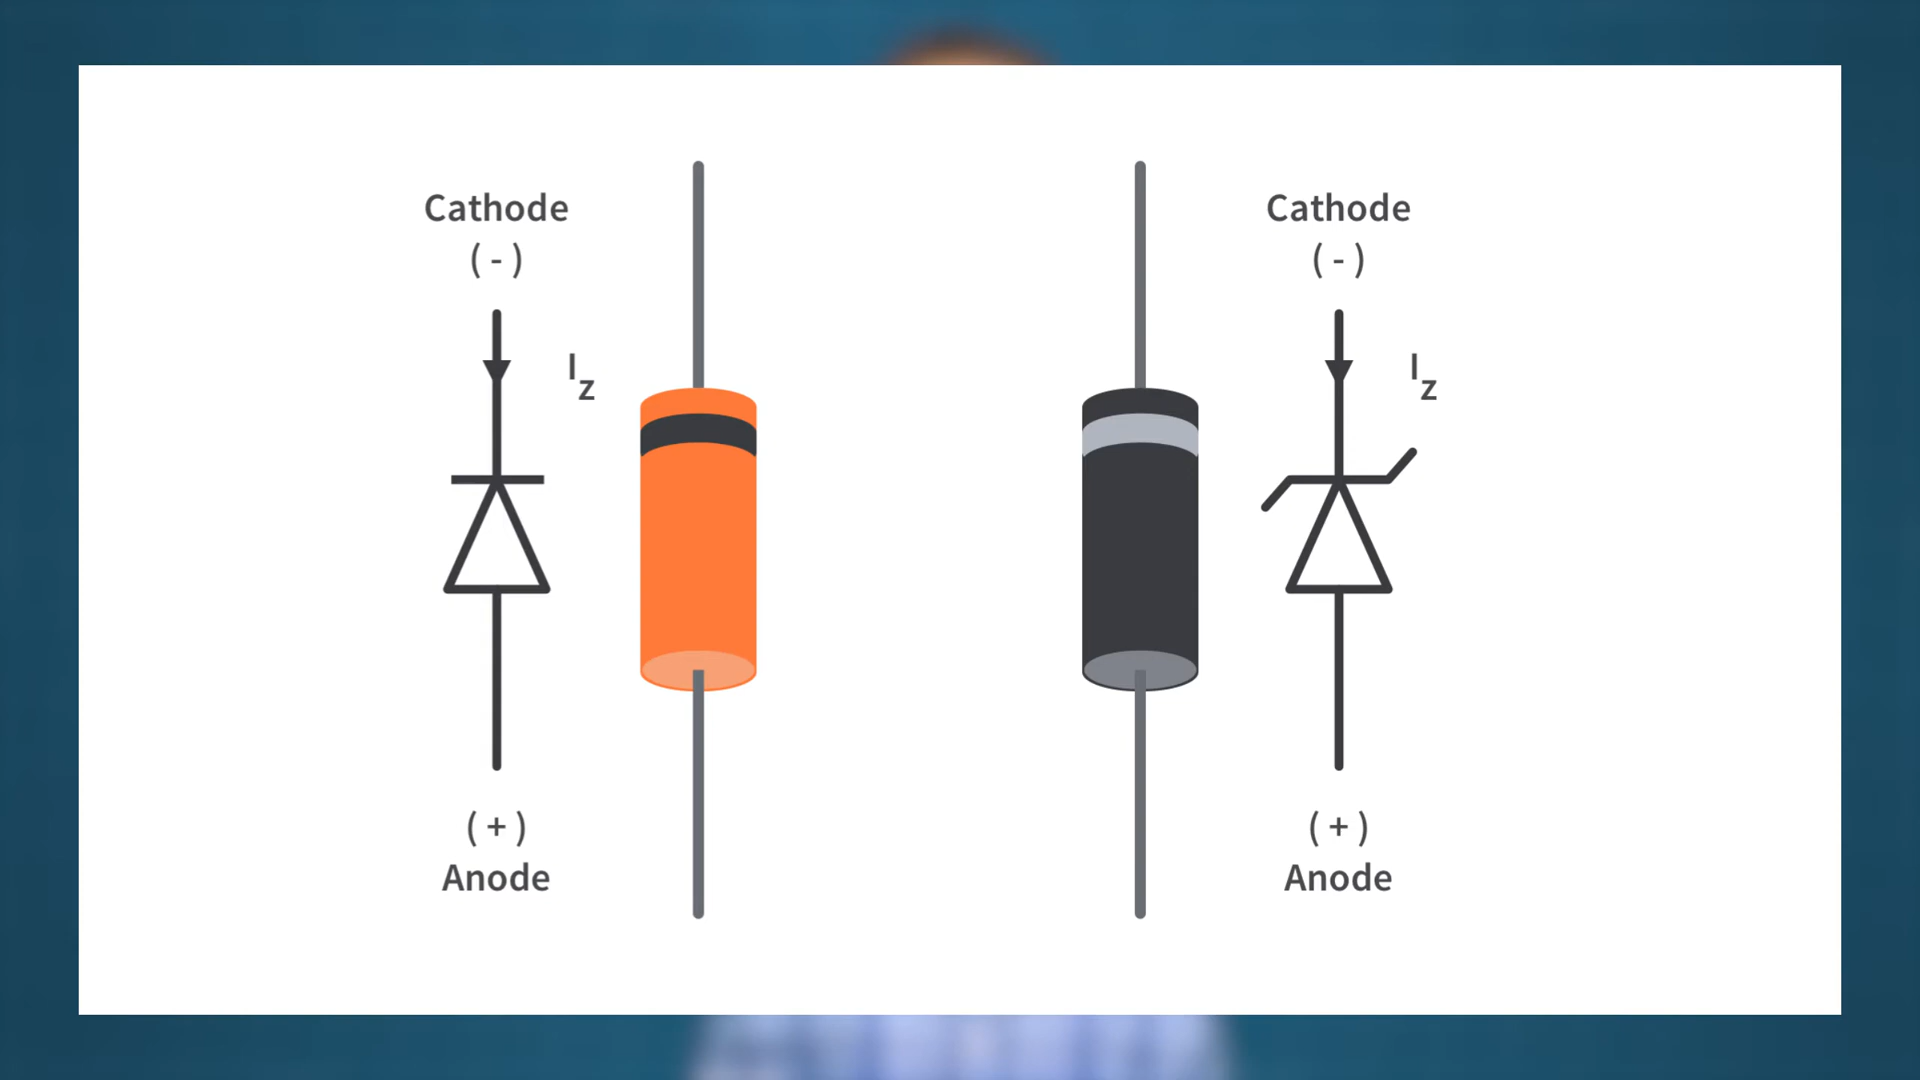 Cathode
( - )
Iz
( + )
Anode
Cathode
( - )
Iz
( + )
Anode